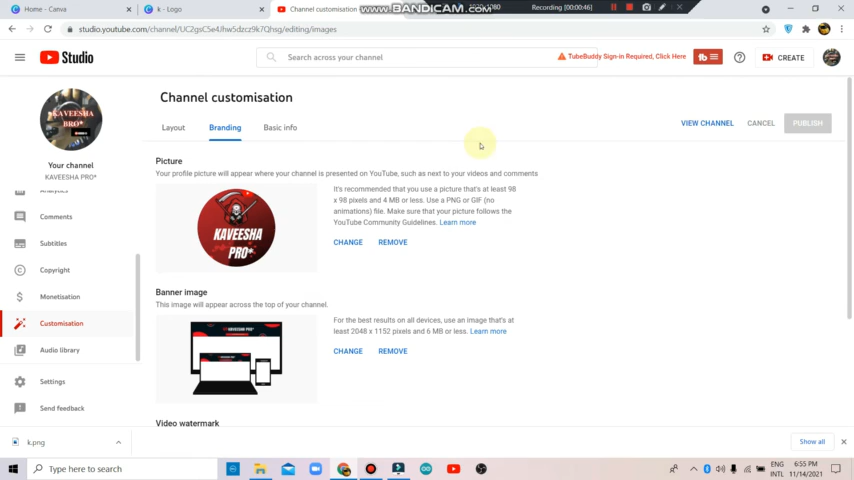 Home - Canva
k - Logo
Channel customisation
WWW.BANDICAM.COM
Recording [00:00:46]
Studio
Search across your channel
TubeBuddy Sign-in Required, Click Here
CREATE
KAVEESHA
PRO*
Your channel
KAVEESHA PRO*
Analytics
Comments
Subtitles
Copyright
Monetisation
Customisation
Audio library
Settings
Send feedback
Channel customisation
Layout
Branding
Basic info
VIEW CHANNEL
CANCEL
PUBLISH
Picture
Your profile picture will appear where your channel is presented on YouTube, such as next to your videos and comments
KAVEESHA
PRO*
It's recommended that you use a picture that's at least 98
x 98 pixels and 4 MB or less. Use a PNG or GIF (no
animations) file. Make sure that your picture follows the
YouTube Community Guidelines. Learn more
CHANGE
REMOVE
Banner image
This image will appear across the top of your channel.
For the best results on all devices, use an image that's at
least 2048 x 1152 pixels and 6 MB or less. Learn more
CHANGE
REMOVE
Video watermark
k.png
Show all
Type here to search
ENG
INTL
6:55 PM
11/14/2021